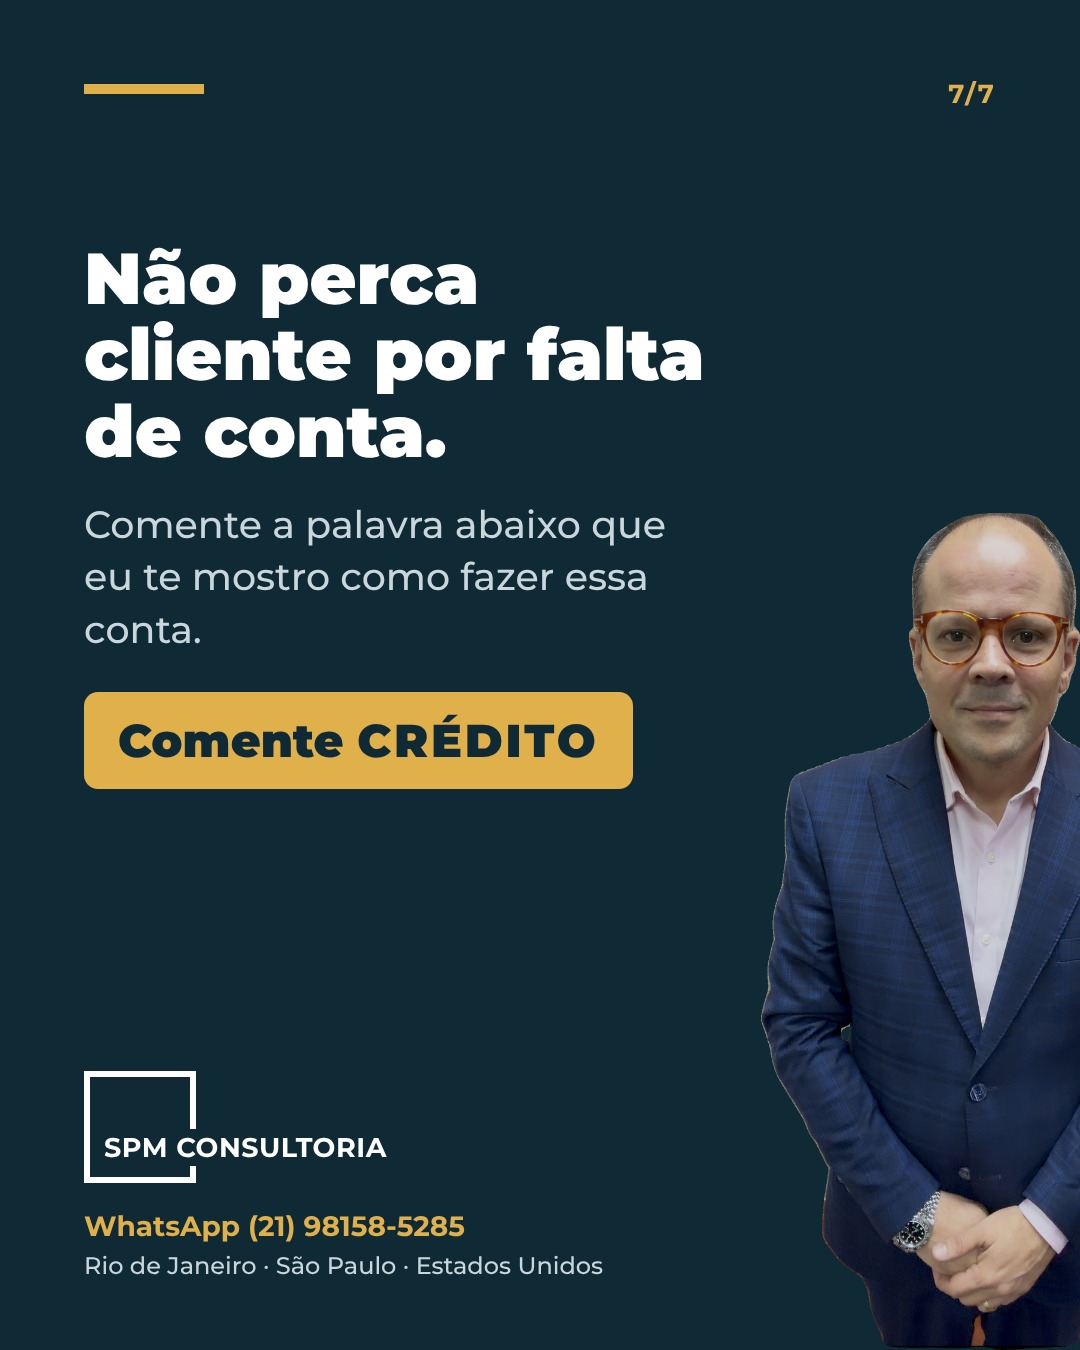 7/7
Não perca
cliente por falta
de conta.
Comente a palavra abaixo que
eu te mostro como fazer essa
conta.
Comente CRÉDITO
SPM CONSULTORIA
WhatsApp (21) 98158-5285
Rio de Janeiro · São Paulo · Estados Unidos